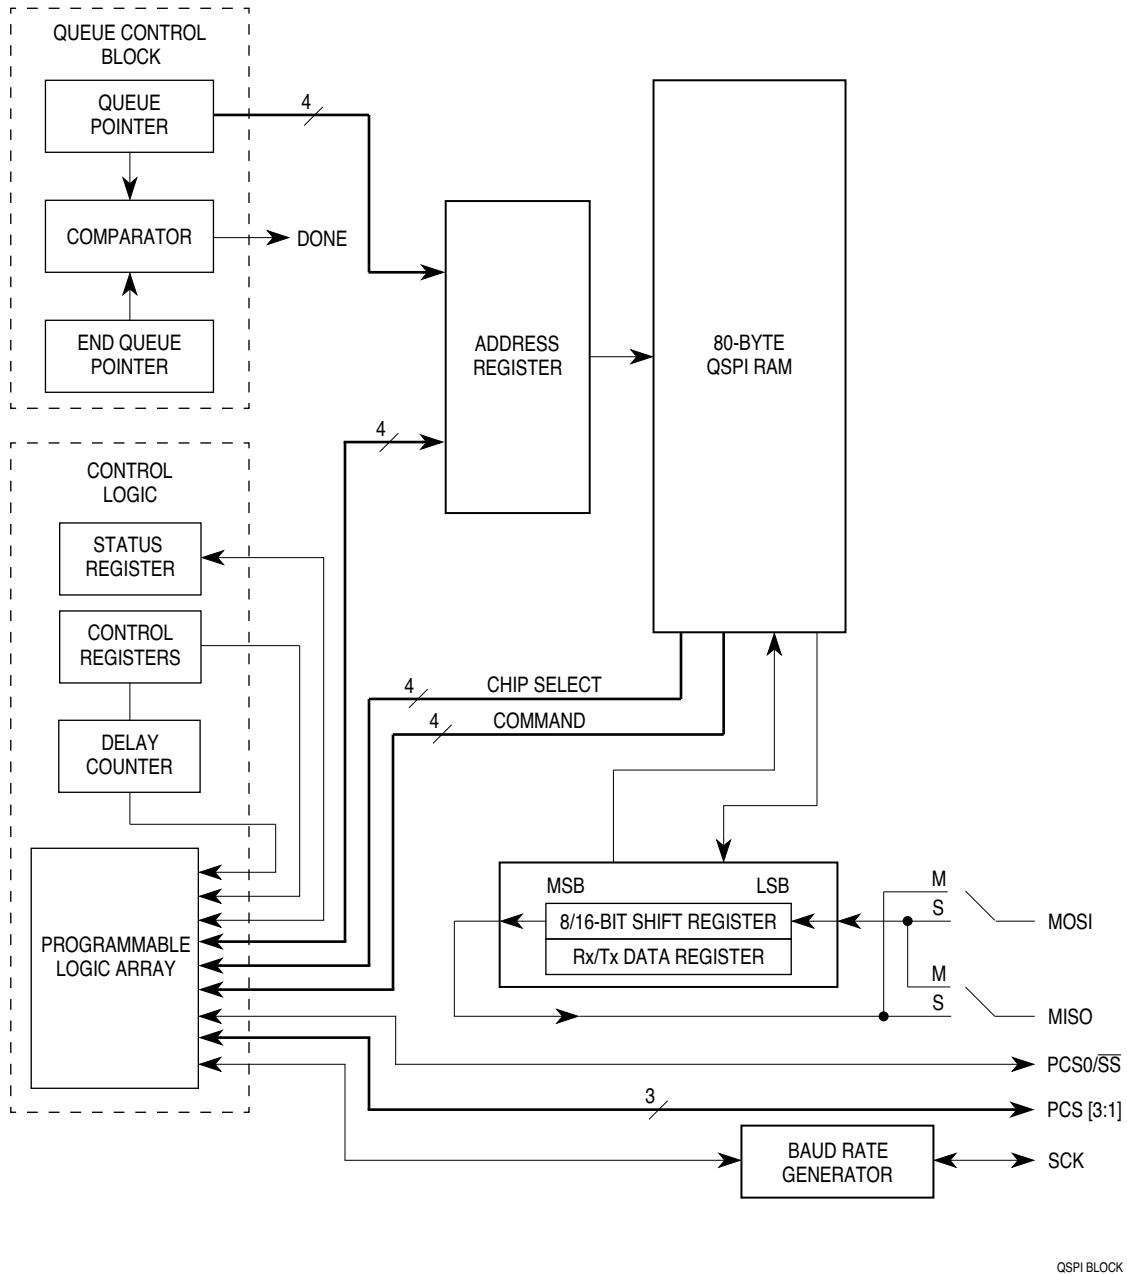 QUEUE CONTROL
BLOCK
QUEUE
POINTER
4
COMPARATOR
DONE
END QUEUE
POINTER
ADDRESS
REGISTER
80-BYTE
QSPI RAM
4
CONTROL
LOGIC
STATUS
REGISTER
CONTROL
REGISTERS
DELAY
COUNTER
4
CHIP SELECT
4
COMMAND
PROGRAMMABLE
LOGIC ARRAY
MSB
LSB
8/16-BIT SHIFT REGISTER
Rx/Tx DATA REGISTER
M
S
MOSI
M
S
MISO
PCS0/S̅S̅
3
PCS [3:1]
BAUD RATE
GENERATOR
SCK
QSPI BLOCK